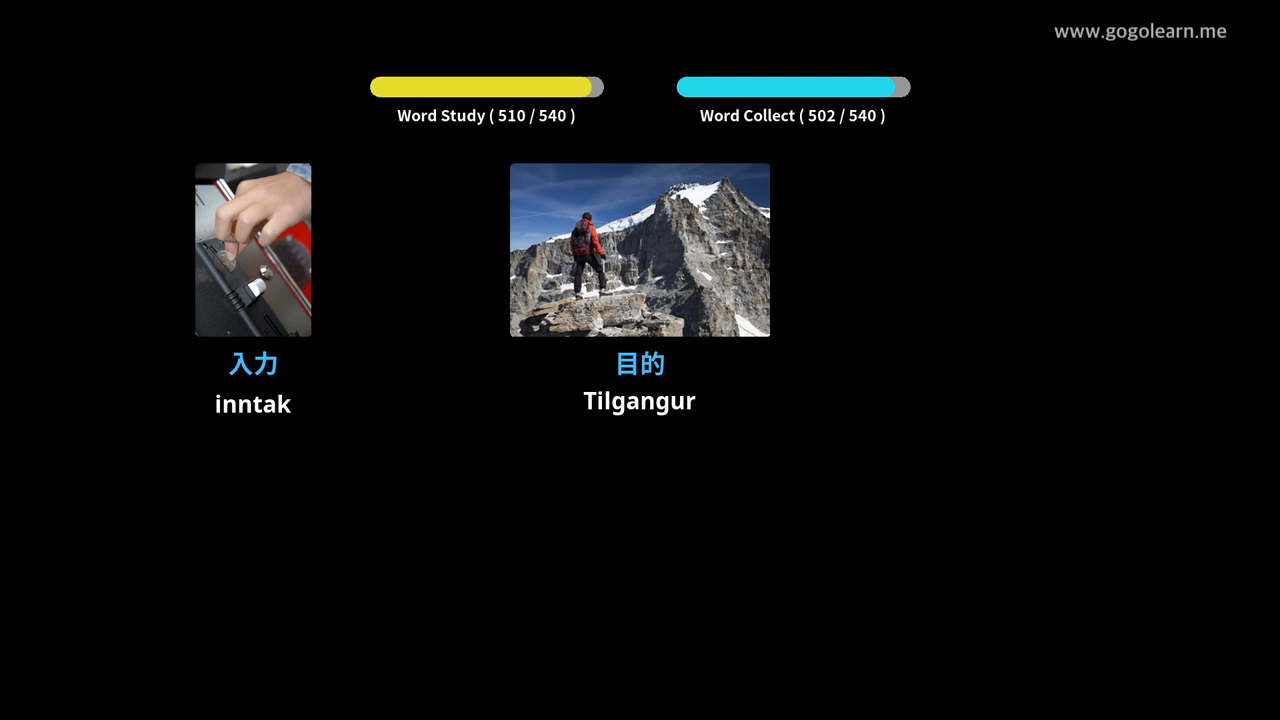 www.gogolearn.me
Word Study ( 510 / 540 )
Word Collect ( 502 / 540 )
入力
inntak
目的
Tilgangur